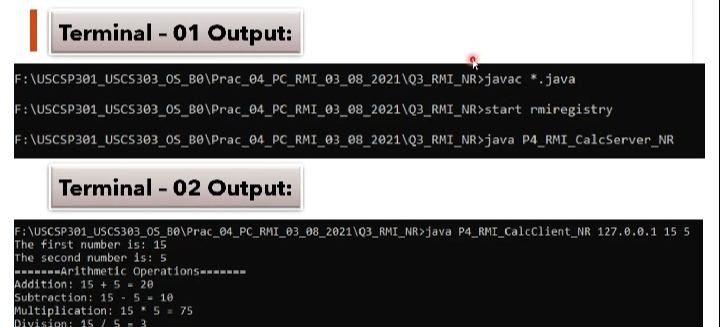 Terminal - 01 Output:
F:\USCSP301_USCS303_OS_B0\Prac_04_PC_RMI_03_08_2021\Q3_RMI_NR>javac *.java
F:\USCSP301_USCS303_OS_B0\Prac_04_PC_RMI_03_08_2021\Q3_RMI_NR>start rmiregistry
F:\USCSP301_USCS303_OS_B0\Prac_04_PC_RMI_03_08_2021\Q3_RMI_NR>java P4_RMI_CalcServer_NR
Terminal - 02 Output:
F:\USCSP301_USCS303_OS_B0\Prac_04_PC_RMI_03_08_2021\Q3_RMI_NR>java P4_RMI_CalcClient_NR 127.0.0.1 15 5
The first number is: 15
The second number is: 5
=======Arithmetic Operations=======
Addition: 15 + 5 = 20
Subtraction: 15 - 5 = 10
Multiplication: 15 * 5 = 75
Division: 15 / 5 = 3